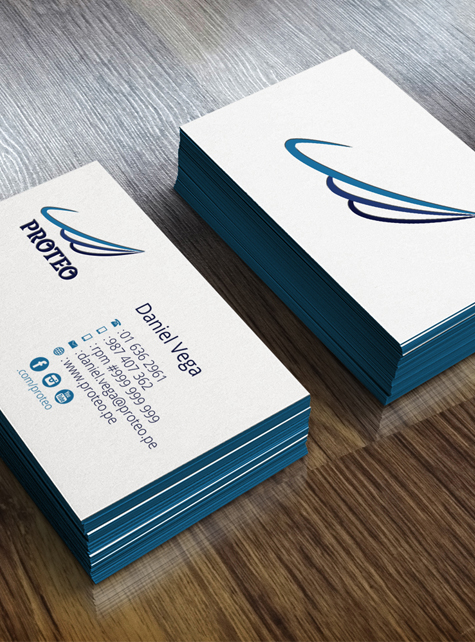 PROTEO
Daniel Vega
: 01 636 2961
: 987 407 362
: rpm #999 999 999
: daniel.vega@proteo.pe
: www.proteo.pe
.com/proteo